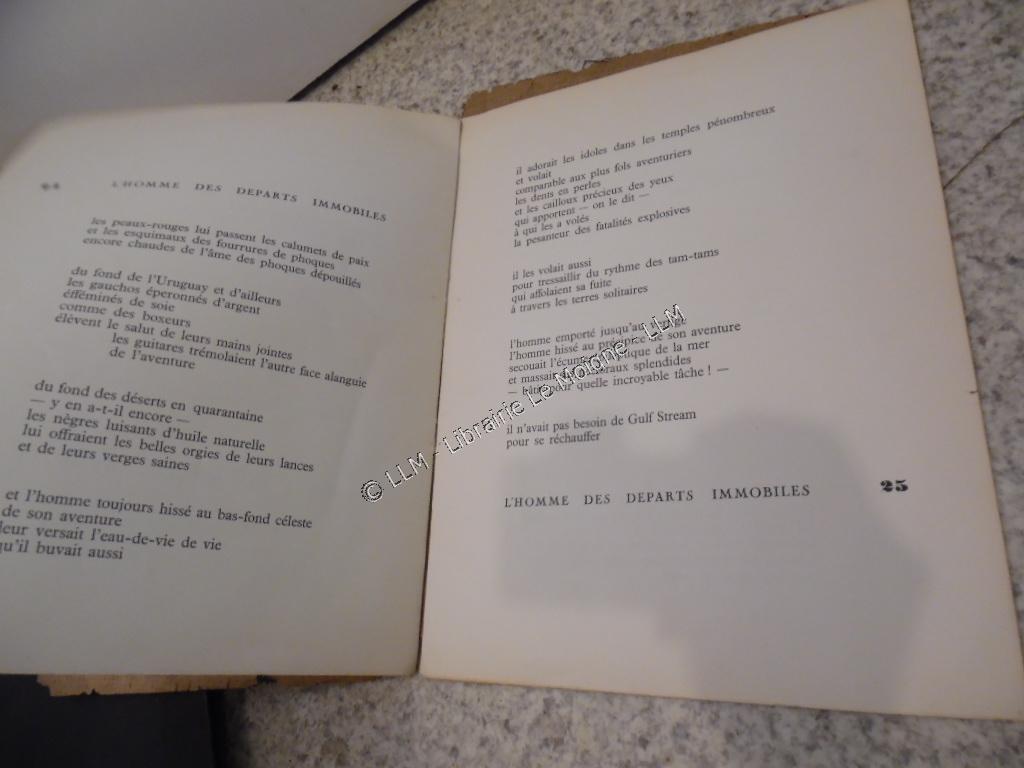 24 L'HOMME DES DEPARTS IMMOBILES
les peaux-rouges lui passent les calumets de paix
et les esquimaux des fourrures de phoques
encore chaudes de l'âme des phoques dépouillés
du fond de l'Uruguay et d'ailleurs
les gauchos éperonnés d'argent
efféminés de soie
comme des boxeurs
élèvent le salut de leurs mains jointes
les guitares trémolaient l'autre face alanguie
de l'aventure
du fond des déserts en quarantaine
— y en a-t-il encore —
les nègres luisants d'huile naturelle
lui offraient les belles orgies de leurs lances
et de leurs verges saines
et l'homme toujours hissé au bas-fond céleste
de son aventure
leur versait l'eau-de-vie de vie
qu'il buvait aussi
il adorait les idoles dans les temples pénombreux
et volait
comparable aux plus fols aventuriers
les dents en perles
et les cailloux précieux des yeux
qui apportent — on le dit —
à qui les a volés
la pesanteur des fatalités explosives
il les volait aussi
pour tressaillir du rythme des tam-tams
qui affolaient sa fuite
à travers les terres solitaires
l'homme emporté jusqu'au
l'homme hissé au de son aventure
secouait de la mer
et massait splendides
— pour quelle incroyable tâche ! —
il n'avait pas besoin de Gulf Stream
pour se réchauffer
L'HOMME DES DEPARTS IMMOBILES 25
© LLM - Librairie Le Molone - LLM